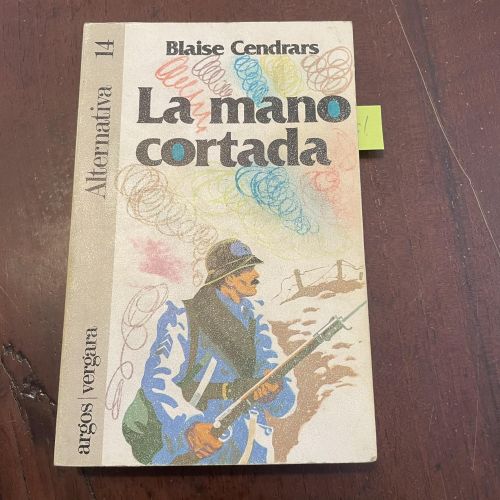 Blaise Cendrars
La mano
cortada
Alternativa 14
argos | vergara